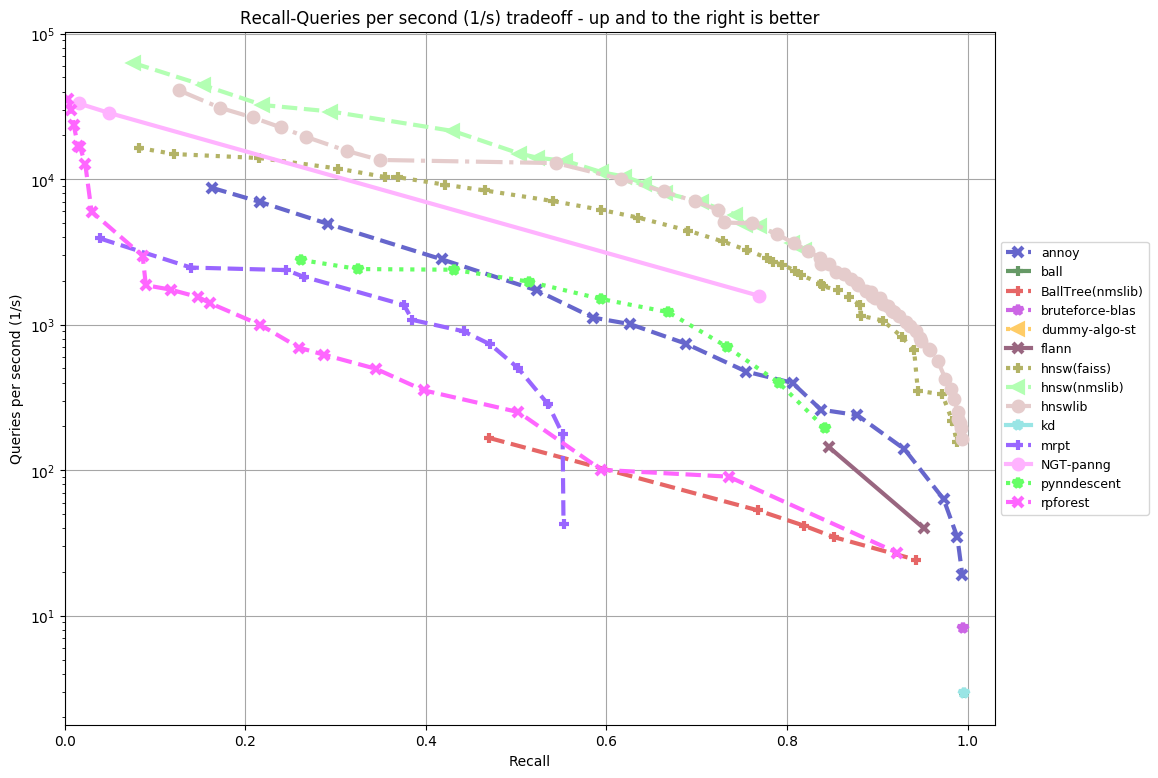 Recall-Queries per second (1/s) tradeoff - up and to the right is better
Queries per second (1/s)
10^5
10^4
10^3
10^2
10^1
0.0 0.2 0.4 0.6 0.8 1.0
Recall
annoy
ball
BallTree(nmslib)
bruteforce-blas
dummy-algo-st
flann
hnsw(faiss)
hnsw(nmslib)
hnswlib
kd
mrpt
NGT-panng
pynndescent
rpforest